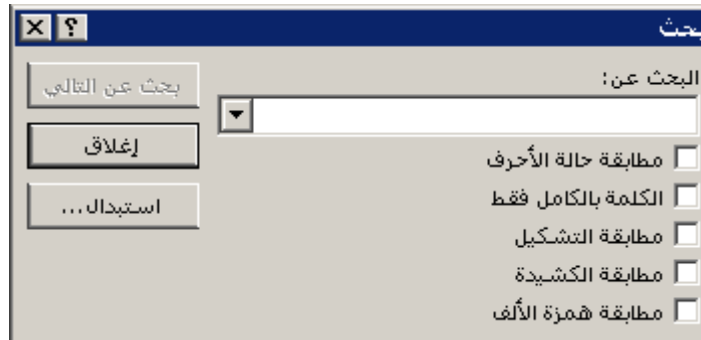 بحث
البحث عن:
مطابقة حالة الأحرف
الكلمة بالكامل فقط
مطابقة التشكيل
مطابقة الكشيدة
مطابقة همزة الألف
بحث عن التالي
إغلاق
استبدال...